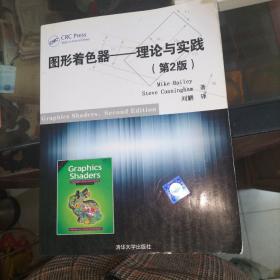 CRC Press
图形着色器——理论与实践
（第2版）
Mike Bailey
Steve Cunningham 著
刘鹏 译
Graphics Shaders, Second Edition
Graphics
Shaders
清华大学出版社